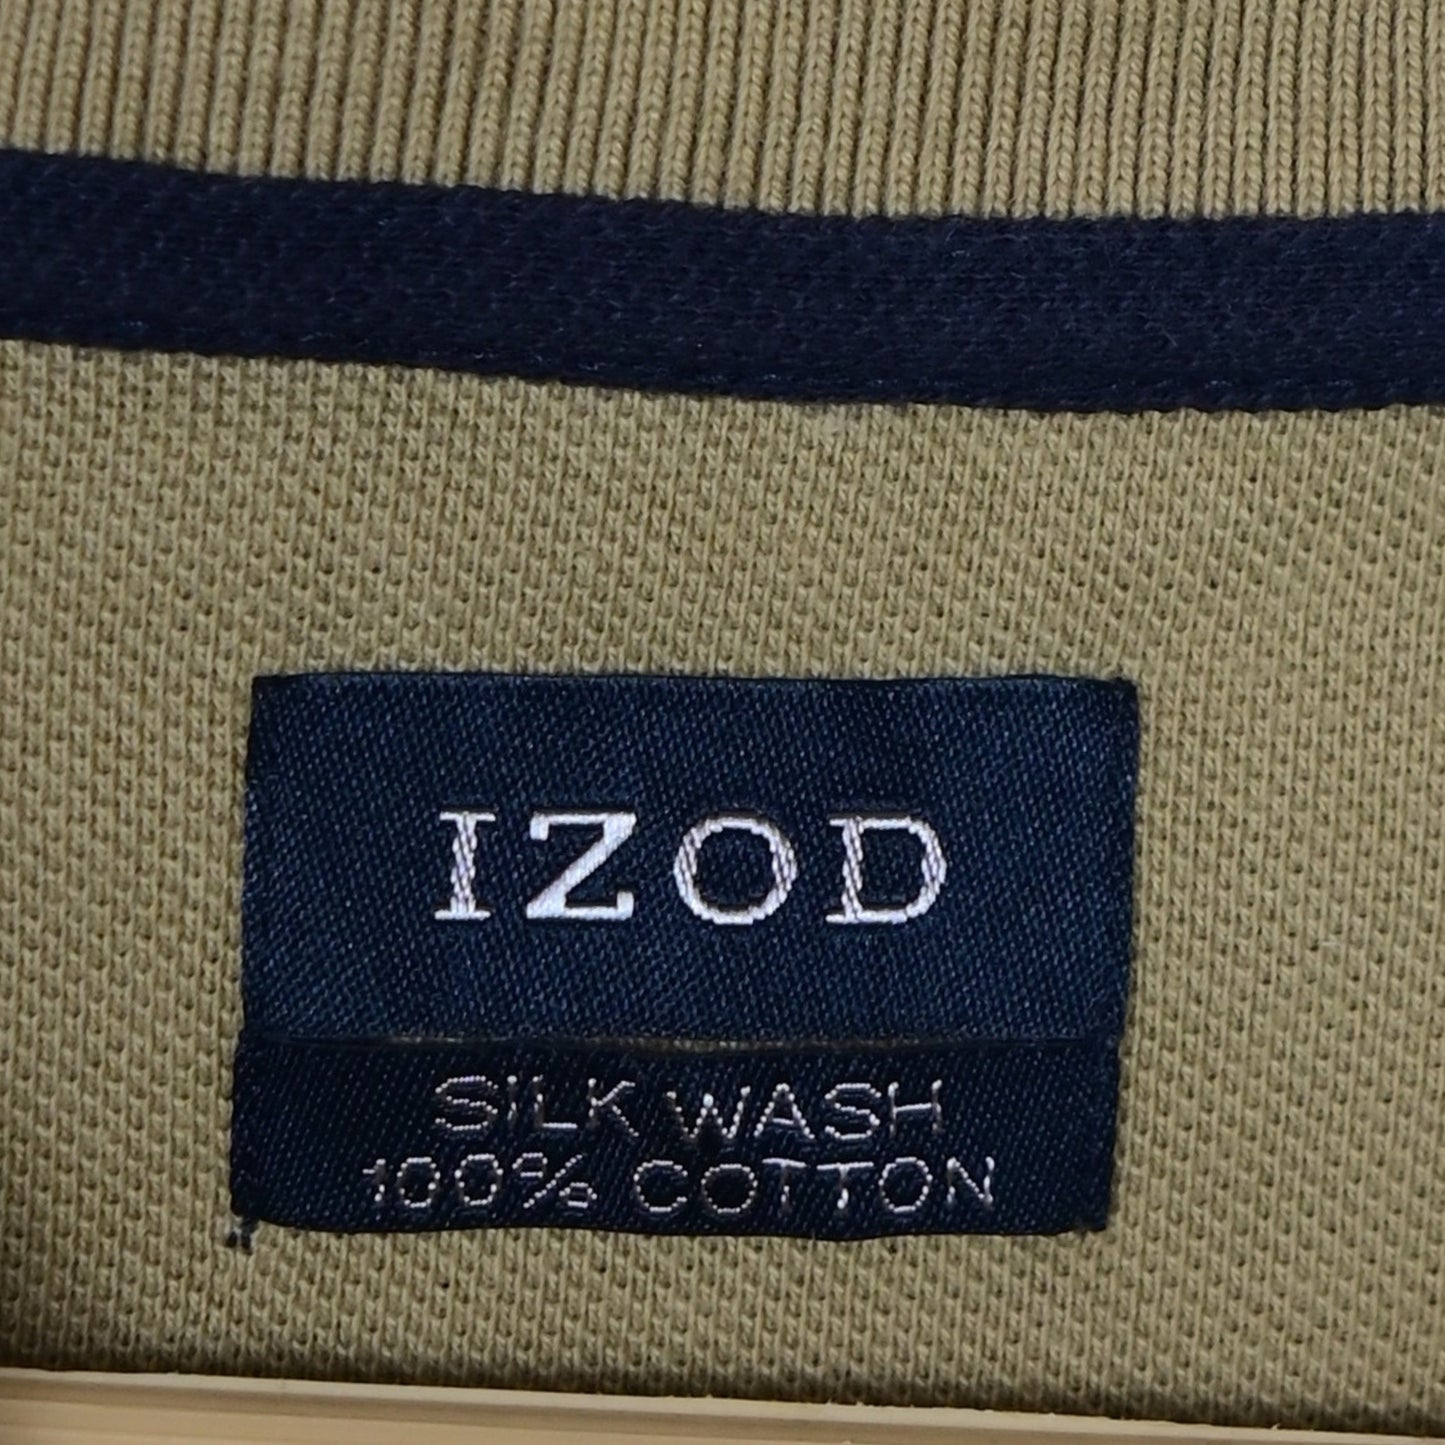 IZOD
SILK WASH
100% COTTON